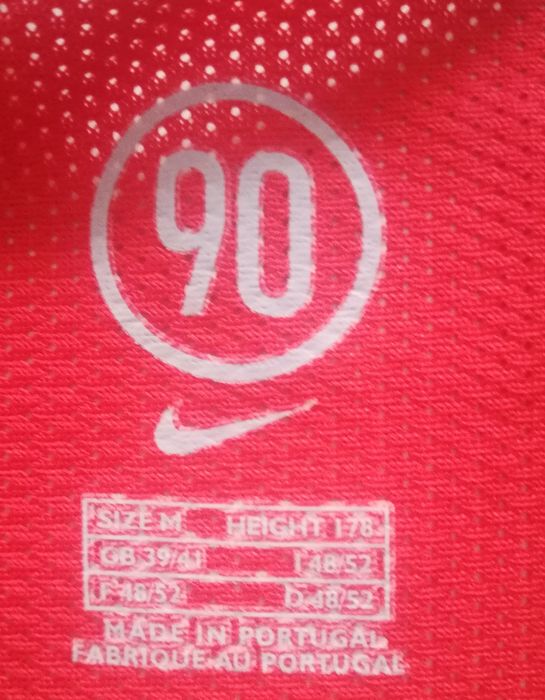 90
SIZE M HEIGHT 178
GB 39/41 I 48/52
F 48/52 D 48/52
MADE IN PORTUGAL
FABRIQUE AU PORTUGAL